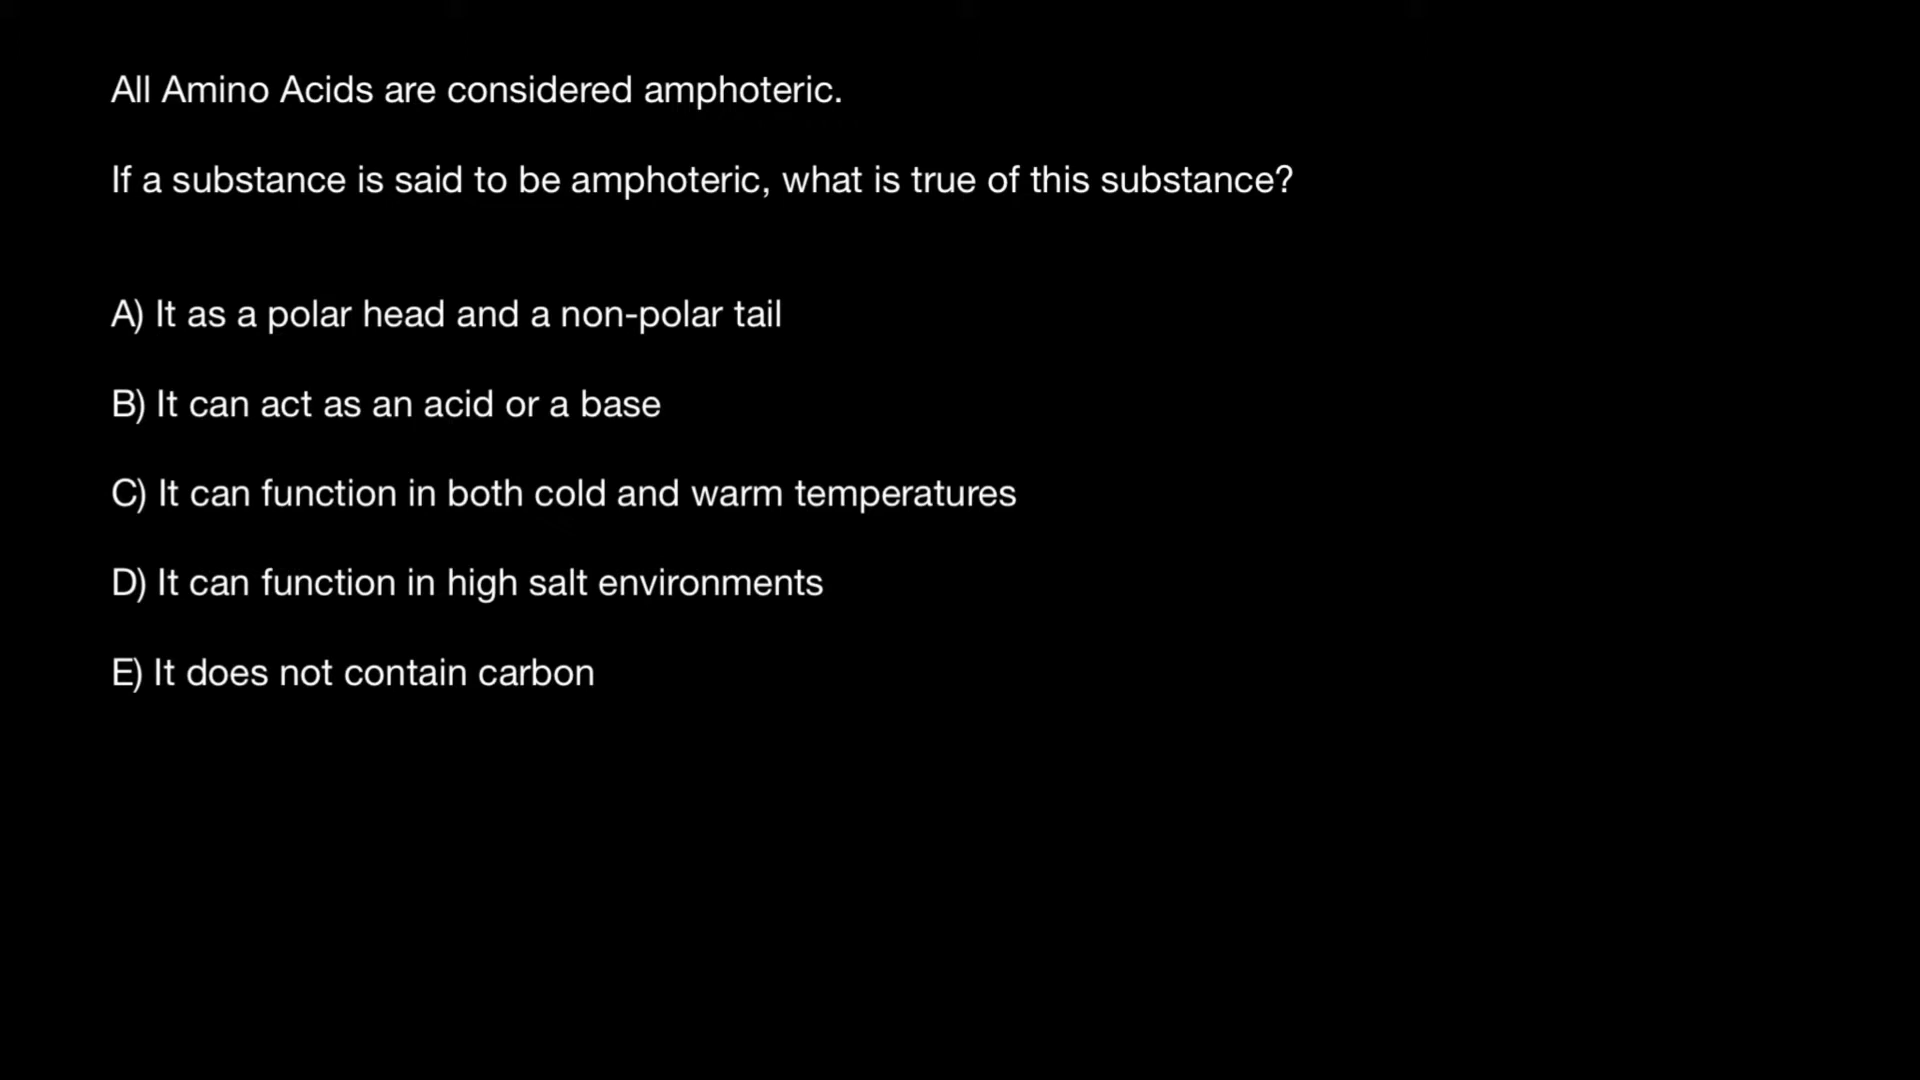 All Amino Acids are considered amphoteric.
If a substance is said to be amphoteric, what is true of this substance?
A) It as a polar head and a non-polar tail
B) It can act as an acid or a base
C) It can function in both cold and warm temperatures
D) It can function in high salt environments
E) It does not contain carbon